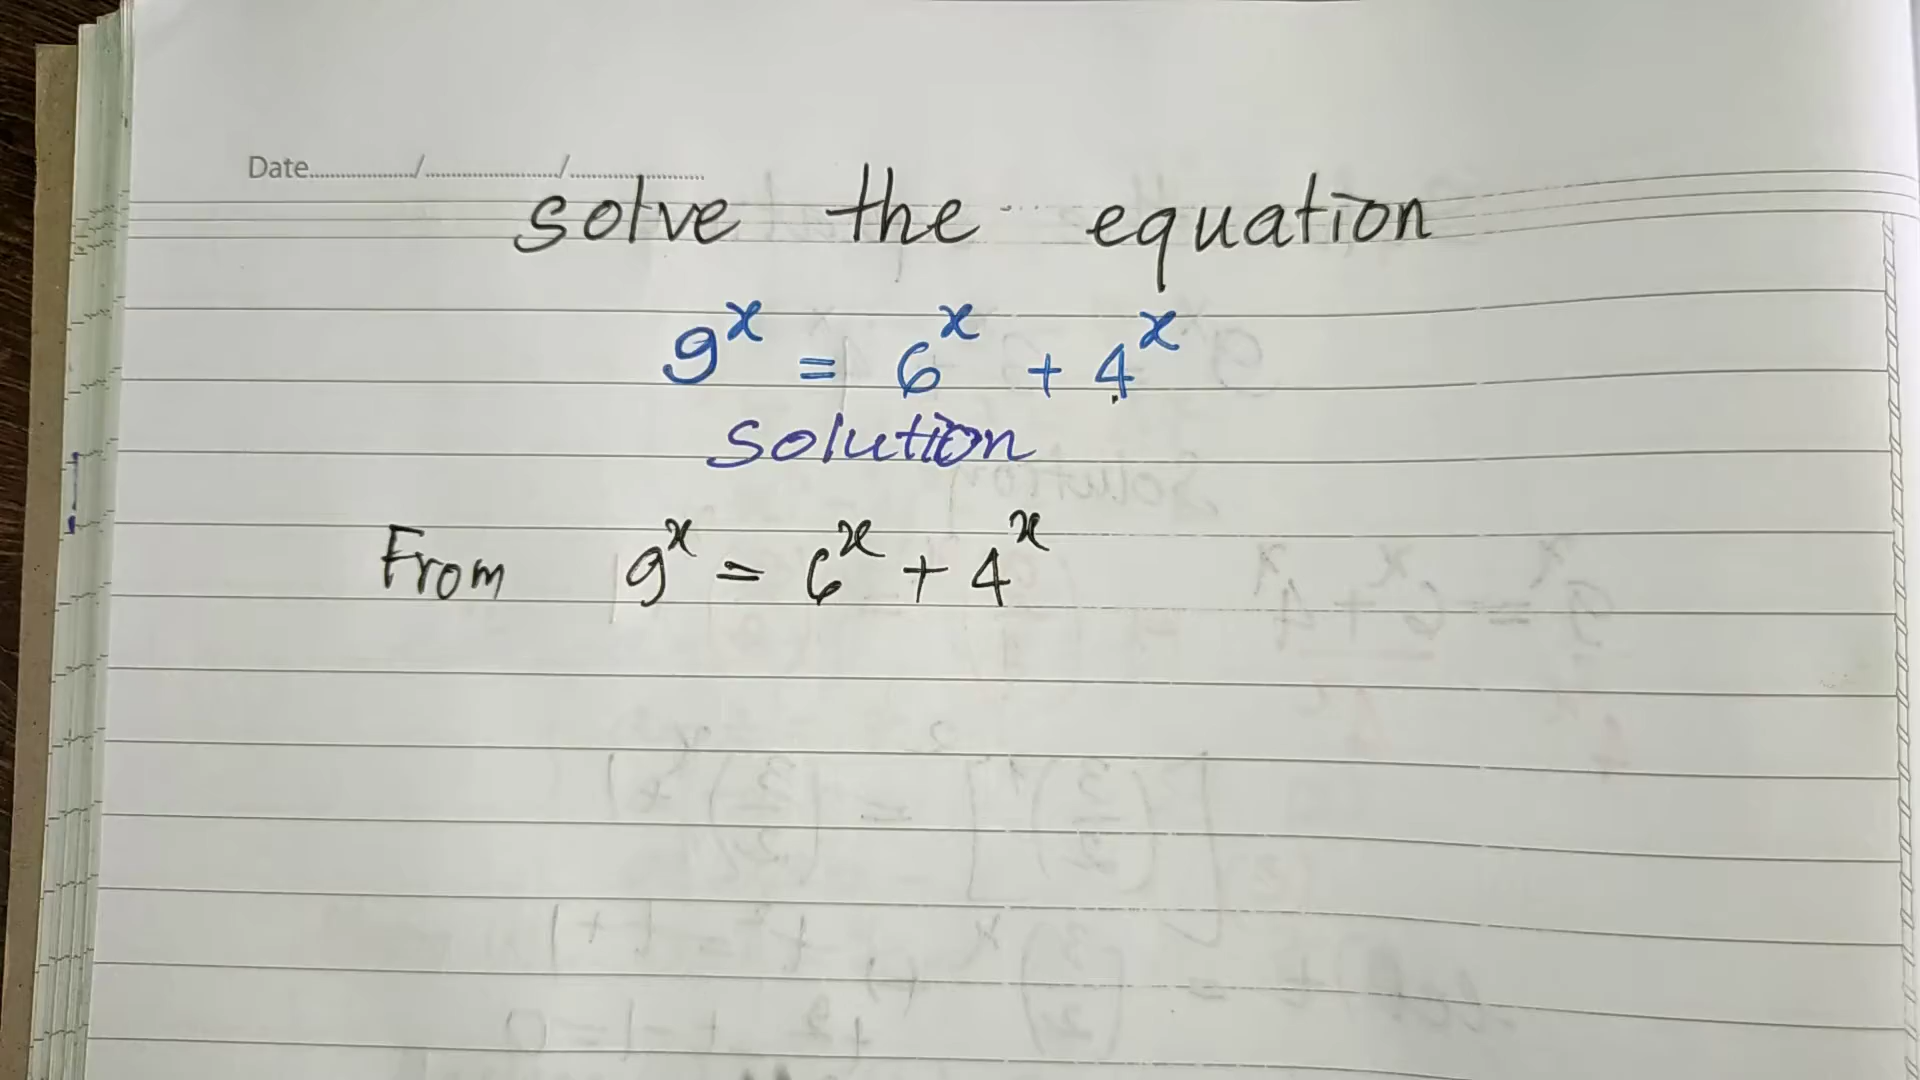 Date................/................/................
solve the equation
9^x = 6^x + 4^x
Solution
From 9^x = 6^x + 4^x